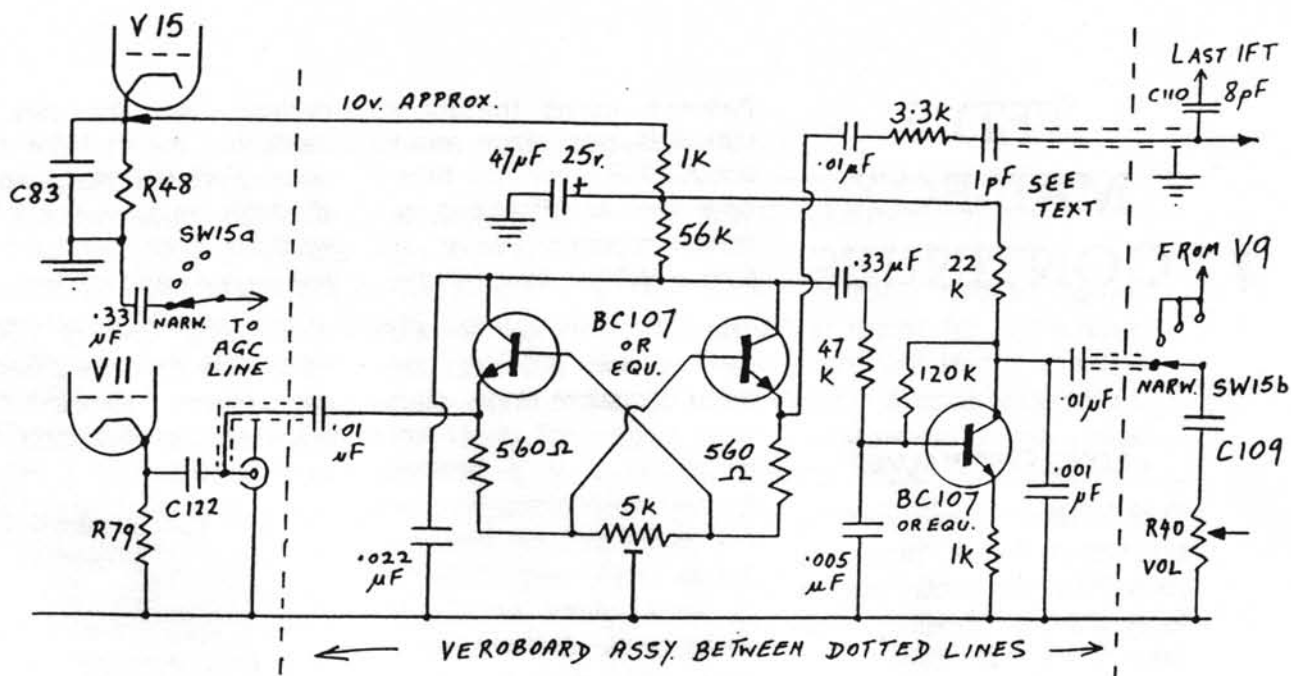 V15
C83
R48
SW15a
.33
µF
NARW.
TO
AGC
LINE
V11
C122
R79
10v. APPROX.
47µF 25v.
+
1K
56K
.01
µF
560Ω
BC107
OR
EQU.
560
Ω
5K
.022
µF
.01µF
3.3K
1pF
SEE
TEXT
.33µF
47
K
22
K
120K
BC107
OR EQU.
.005
µF
1K
.001
µF
.01µF
LAST IFT
C110
8pF
FROM V9
NARW.
SW15b
C109
R40
VOL
VEROBOARD ASSY. BETWEEN DOTTED LINES